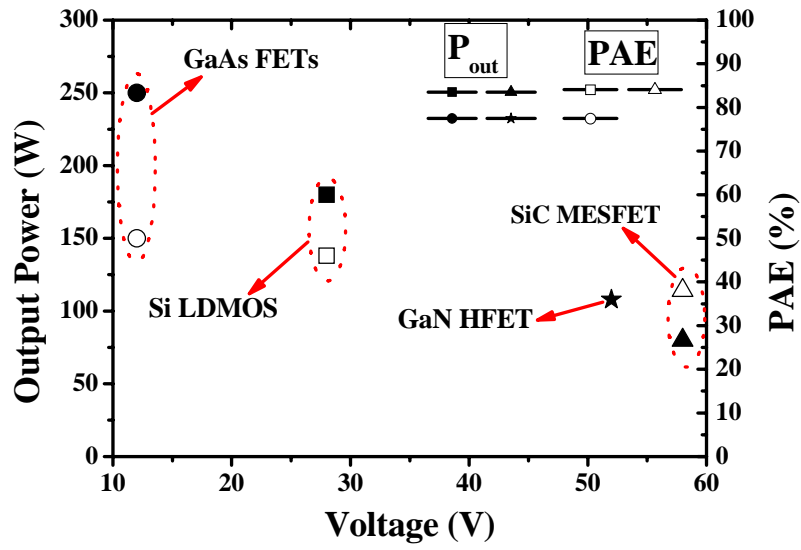 300
250
200
150
100
50
0
Output Power (W)
GaAs FETs
P_out
PAE
SiC MESFET
Si LDMOS
GaN HFET
100
90
80
70
60
50
40
30
20
10
0
PAE (%)
10
20
30
40
50
60
Voltage (V)